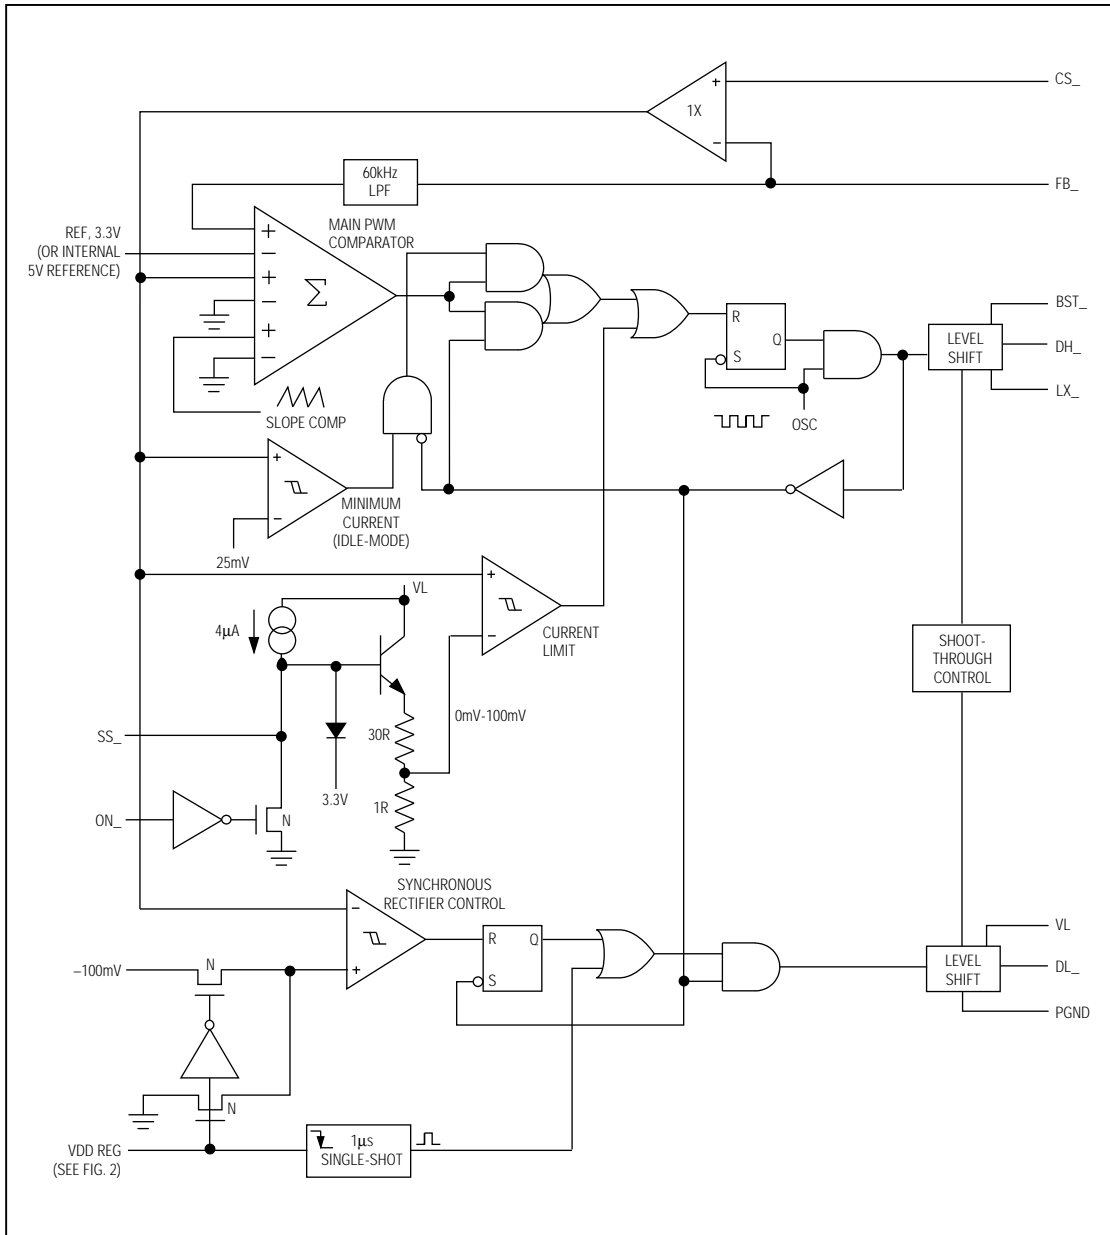 CS_
+
1X
−
60kHz
LPF
FB_
REF, 3.3V
(OR INTERNAL
5V REFERENCE)
MAIN PWM
COMPARATOR
+
−
+
−
+
−
Σ
R
Q
S
OSC
BST_
LEVEL
SHIFT
DH_
LX_
SLOPE COMP
+
−
MINIMUM
CURRENT
(IDLE-MODE)
25mV
VL
+
−
CURRENT
LIMIT
4μA
SHOOT-
THROUGH
CONTROL
0mV-100mV
SS_
30R
3.3V
1R
ON_
N
SYNCHRONOUS
RECTIFIER CONTROL
−
+
R
Q
S
VL
LEVEL
SHIFT
DL_
PGND
–100mV
N
N
VDD REG
(SEE FIG. 2)
1μs
SINGLE-SHOT